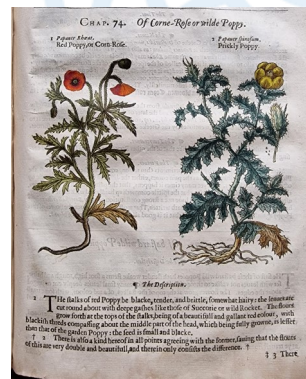 CHAP. 74. Of Corne-Rose or wilde Poppy.
1 Papauer Rhœas.
Red Poppy, or Corn-Rose.
2 Papauer spinosum.
Prickly Poppy.
¶ The Description.
1 THe stalks of red Poppy be blacke, tender, and brittle, somewhat hairy: the leaues are
cut round about with deepe gashes like those of Succorie or wild Rocket. The floures
grow forth at the tops of the stalks, being of a beautifull and gallant red colour, with
blackish threds compassing about the middle part of the head, which being fully growne, is lesser
than that of the garden Poppy: the seed is small and blacke.
† 2 There is also a kind hereof in all points agreeing with the former, sauing that the floures
of this are very double and beautifull, and therein only consists the difference. †
‡ 3 There